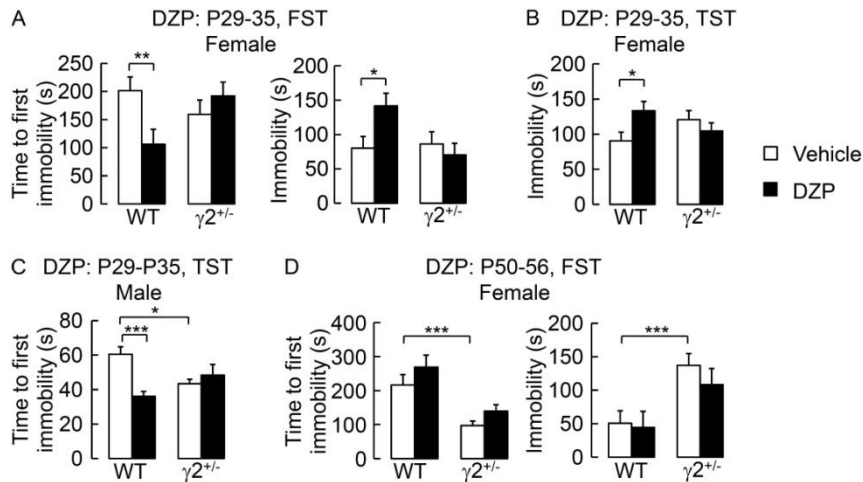 A DZP: P29-35, FST
Female
Time to first
immobility (s)
250
200
150
100
50
0
**
WT
γ2+/-
Immobility (s)
200
150
100
50
0
*
WT
γ2+/-
B DZP: P29-35, TST
Female
Immobility (s)
200
150
100
50
0
*
WT
γ2+/-
Vehicle
DZP
C DZP: P29-P35, TST
Male
Time to first
immobility (s)
80
60
40
20
0
*
***
WT
γ2+/-
D DZP: P50-56, FST
Female
Time to first
immobility (s)
400
300
200
100
0
***
WT
γ2+/-
Immobility (s)
200
150
100
50
0
***
WT
γ2+/-